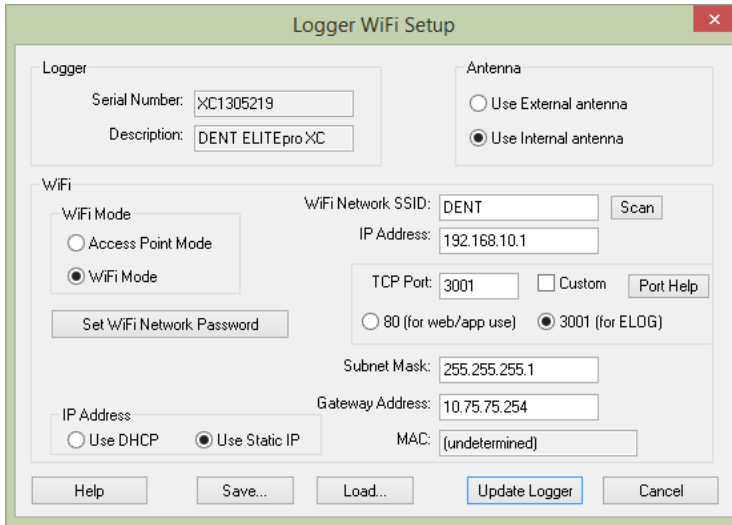 Logger WiFi Setup
Logger
Serial Number: XC1305219
Description: DENT ELITEpro XC
Antenna
Use External antenna
Use Internal antenna
WiFi
WiFi Mode
Access Point Mode
WiFi Mode
Set WiFi Network Password
WiFi Network SSID: DENT Scan
IP Address: 192.168.10.1
TCP Port: 3001 Custom Port Help
80 (for web/app use) 3001 (for ELOG)
Subnet Mask: 255.255.255.1
Gateway Address: 10.75.75.254
MAC: (undetermined)
IP Address
Use DHCP Use Static IP
Help Save... Load... Update Logger Cancel